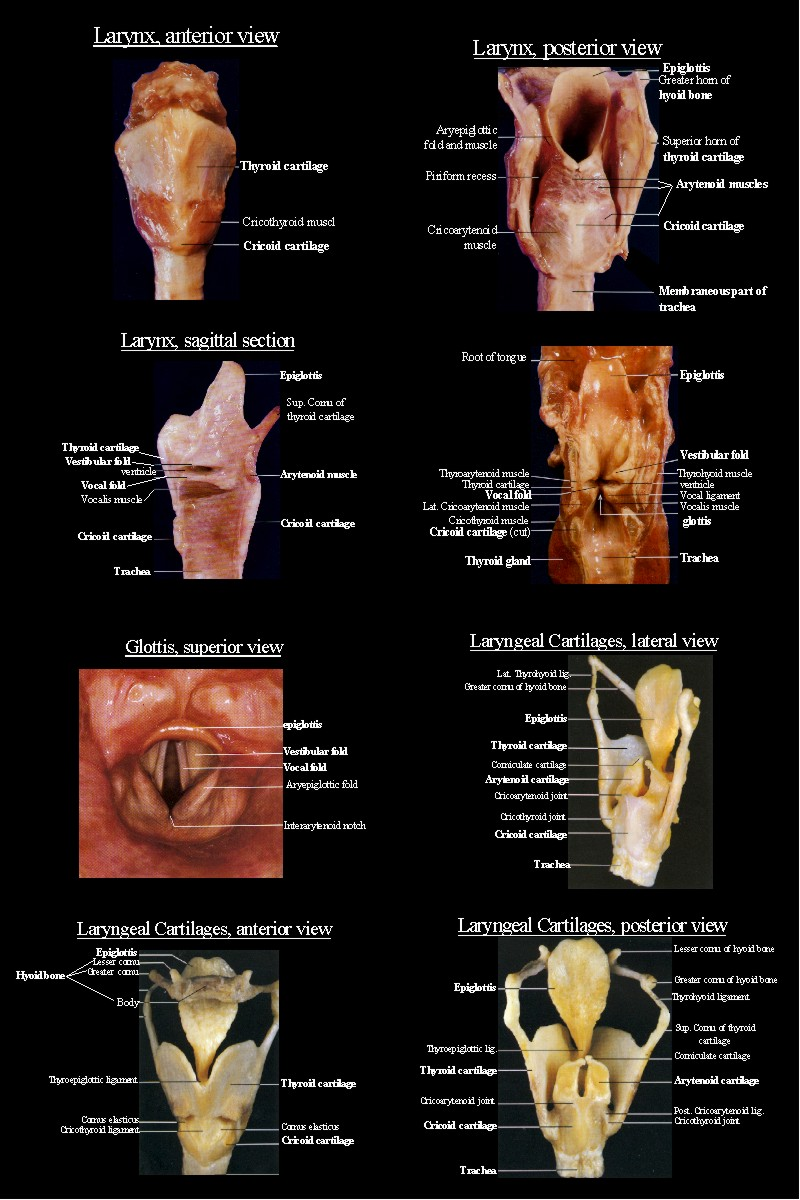 Larynx, anterior view
Thyroid cartilage
Cricothyroid muscl
Cricoid cartilage
Larynx, posterior view
Epiglottis
Greater horn of
hyoid bone
Aryepiglottic
fold and muscle
Superior horn of
thyroid cartilage
Piriform recess
Arytenoid muscles
Cricoarytenoid
muscle
Cricoid cartilage
Membraneous part of
trachea
Larynx, sagittal section
Epiglottis
Sup. Cornu of
thyroid cartilage
Thyroid cartilage
Vestibular fold
ventricle
Vocal fold
Vocalis muscle
Arytenoid muscle
Cricoid cartilage
Cricoid cartilage
Trachea
Root of tongue
Epiglottis
Vestibular fold
Thyroarytenoid muscle
Thyroid cartilage
Vocal fold
Lat. Cricoarytenoid muscle
Cricothyroid muscle
Cricoid cartilage (cut)
Thyroid gland
Thyrohyoid muscle
ventricle
Vocal ligament
Vocalis muscle
glottis
Trachea
Glottis, superior view
epiglottis
Vestibular fold
Vocal fold
Aryepiglottic fold
Interarytenoid notch
Laryngeal Cartilages, lateral view
Lat. Thyrohyoid lig.
Greater cornu of hyoid bone
Epiglottis
Thyroid cartilage
Corniculate cartilage
Arytenoid cartilage
Cricoarytenoid joint
Cricothyroid joint
Cricoid cartilage
Trachea
Laryngeal Cartilages, anterior view
Epiglottis
Lesser cornu
Greater cornu
Hyoid bone
Body
Thyroepiglottic ligament
Thyroid cartilage
Cornus elasticus
Cricothyroid ligament
Conus elasticus
Cricoid cartilage
Laryngeal Cartilages, posterior view
Lesser cornu of hyoid bone
Epiglottis
Greater cornu of hyoid bone
Thyrohyoid ligament
Sup. Cornu of thyroid
cartilage
Thyroepiglottic lig.
Corniculate cartilage
Thyroid cartilage
Arytenoid cartilage
Cricoarytenoid joint
Post. Cricoarytenoid lig.
Cricothyroid joint
Cricoid cartilage
Trachea